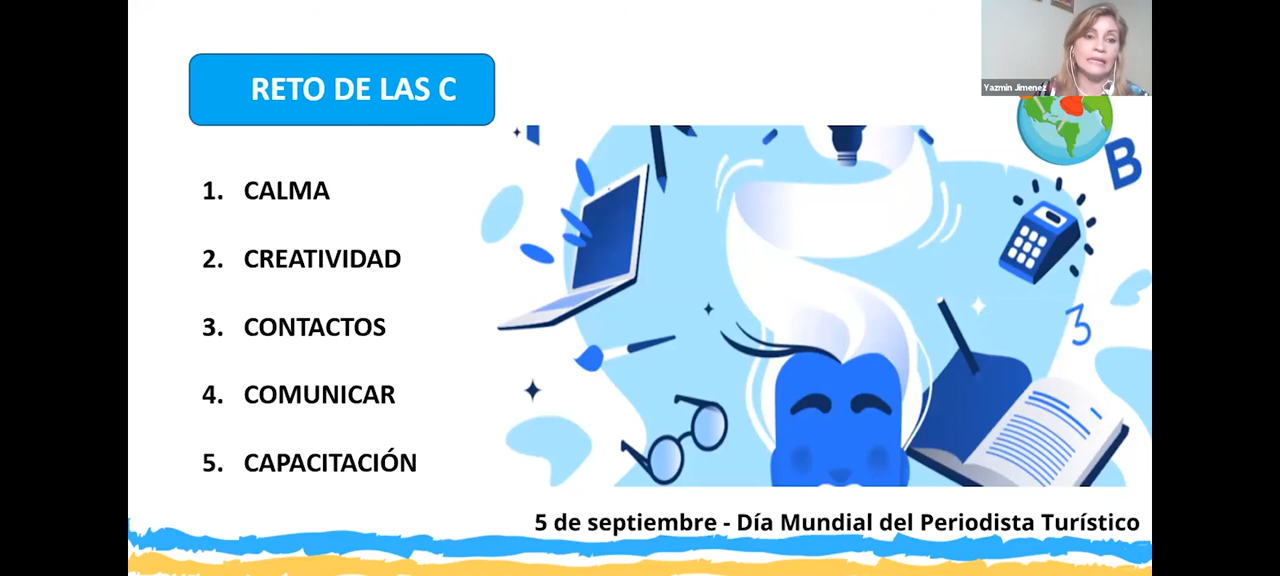 RETO DE LAS C
Yazmin Jimenez
B
1. CALMA
2. CREATIVIDAD
3. CONTACTOS
3
4. COMUNICAR
5. CAPACITACIÓN
5 de septiembre - Día Mundial del Periodista Turístico